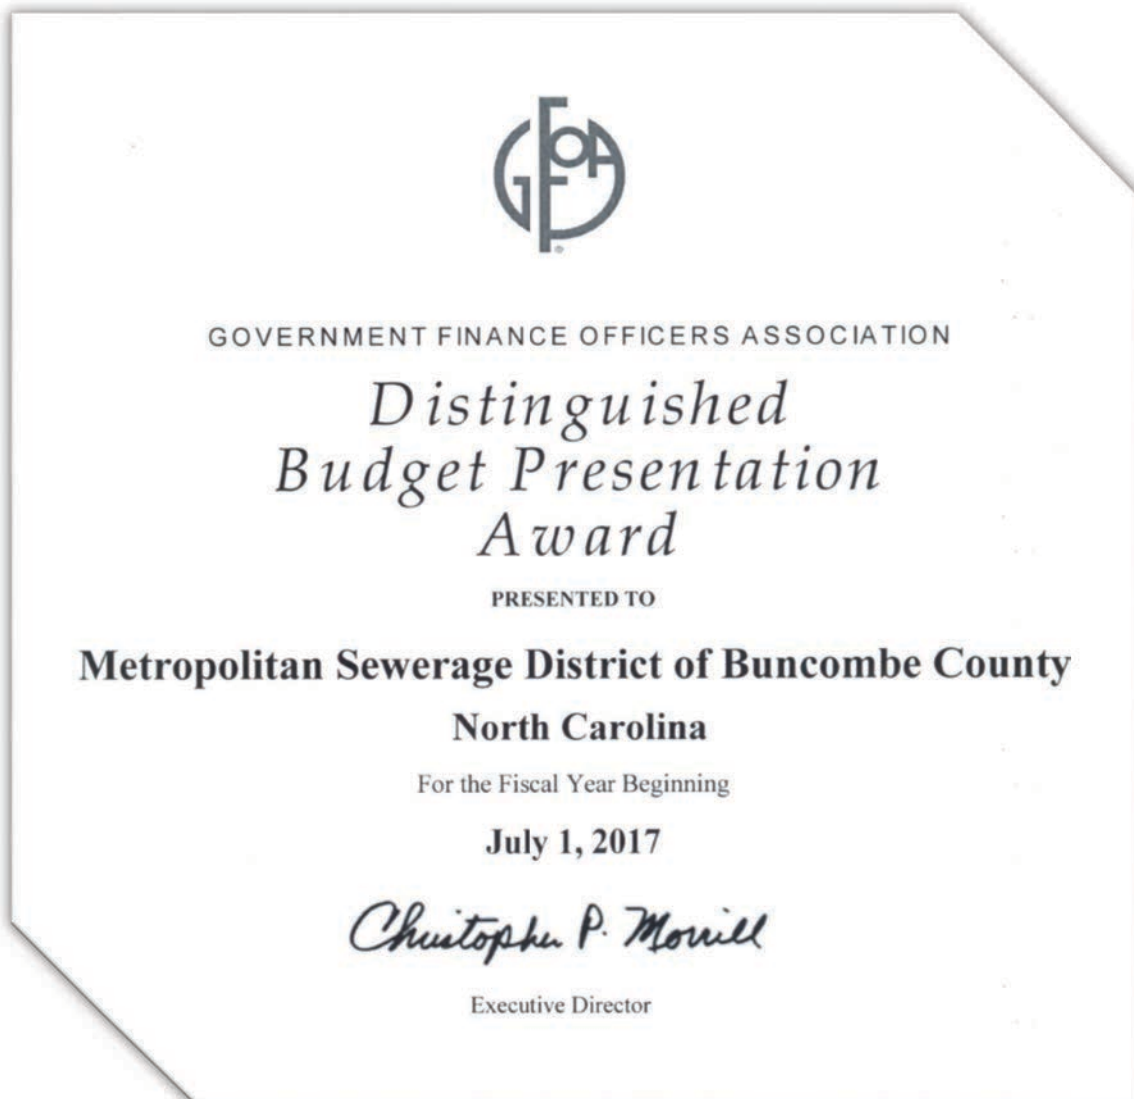 GFOA
GOVERNMENT FINANCE OFFICERS ASSOCIATION
Distinguished
Budget Presentation
Award
PRESENTED TO
Metropolitan Sewerage District of Buncombe County
North Carolina
For the Fiscal Year Beginning
July 1, 2017
Christopher P. Morrill
Executive Director